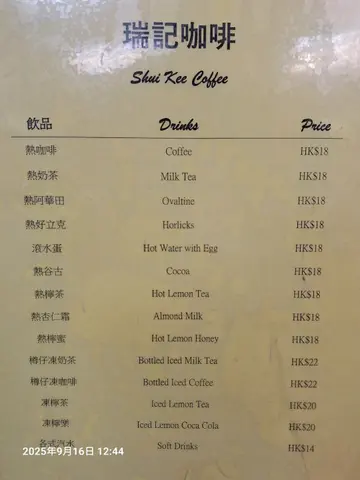 瑞記咖啡
Shui Kee Coffee
飲品 Drinks Price
熱咖啡 Coffee HK$18
熱奶茶 Milk Tea HK$18
熱阿華田 Ovaltine HK$18
熱好立克 Horlicks HK$18
滾水蛋 Hot Water with Egg HK$18
熱谷古 Cocoa HK$18
熱檸茶 Hot Lemon Tea HK$18
熱杏仁霜 Almond Milk HK$18
熱檸蜜 Hot Lemon Honey HK$18
樽仔凍奶茶 Bottled Iced Milk Tea HK$22
樽仔凍咖啡 Bottled Iced Coffee HK$22
凍檸茶 Iced Lemon Tea HK$20
凍檸樂 Iced Lemon Coca Cola HK$20
各式汽水 Soft Drinks HK$14
2025年9月16日 12:44